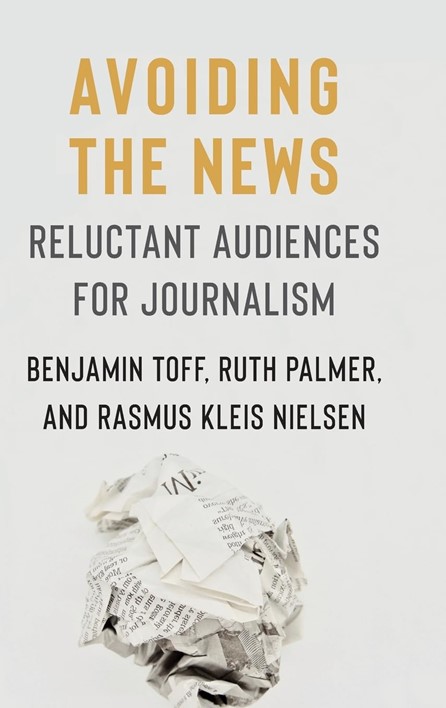 AVOIDING
THE NEWS
RELUCTANT AUDIENCES
FOR JOURNALISM
BENJAMIN TOFF, RUTH PALMER,
AND RASMUS KLEIS NIELSEN